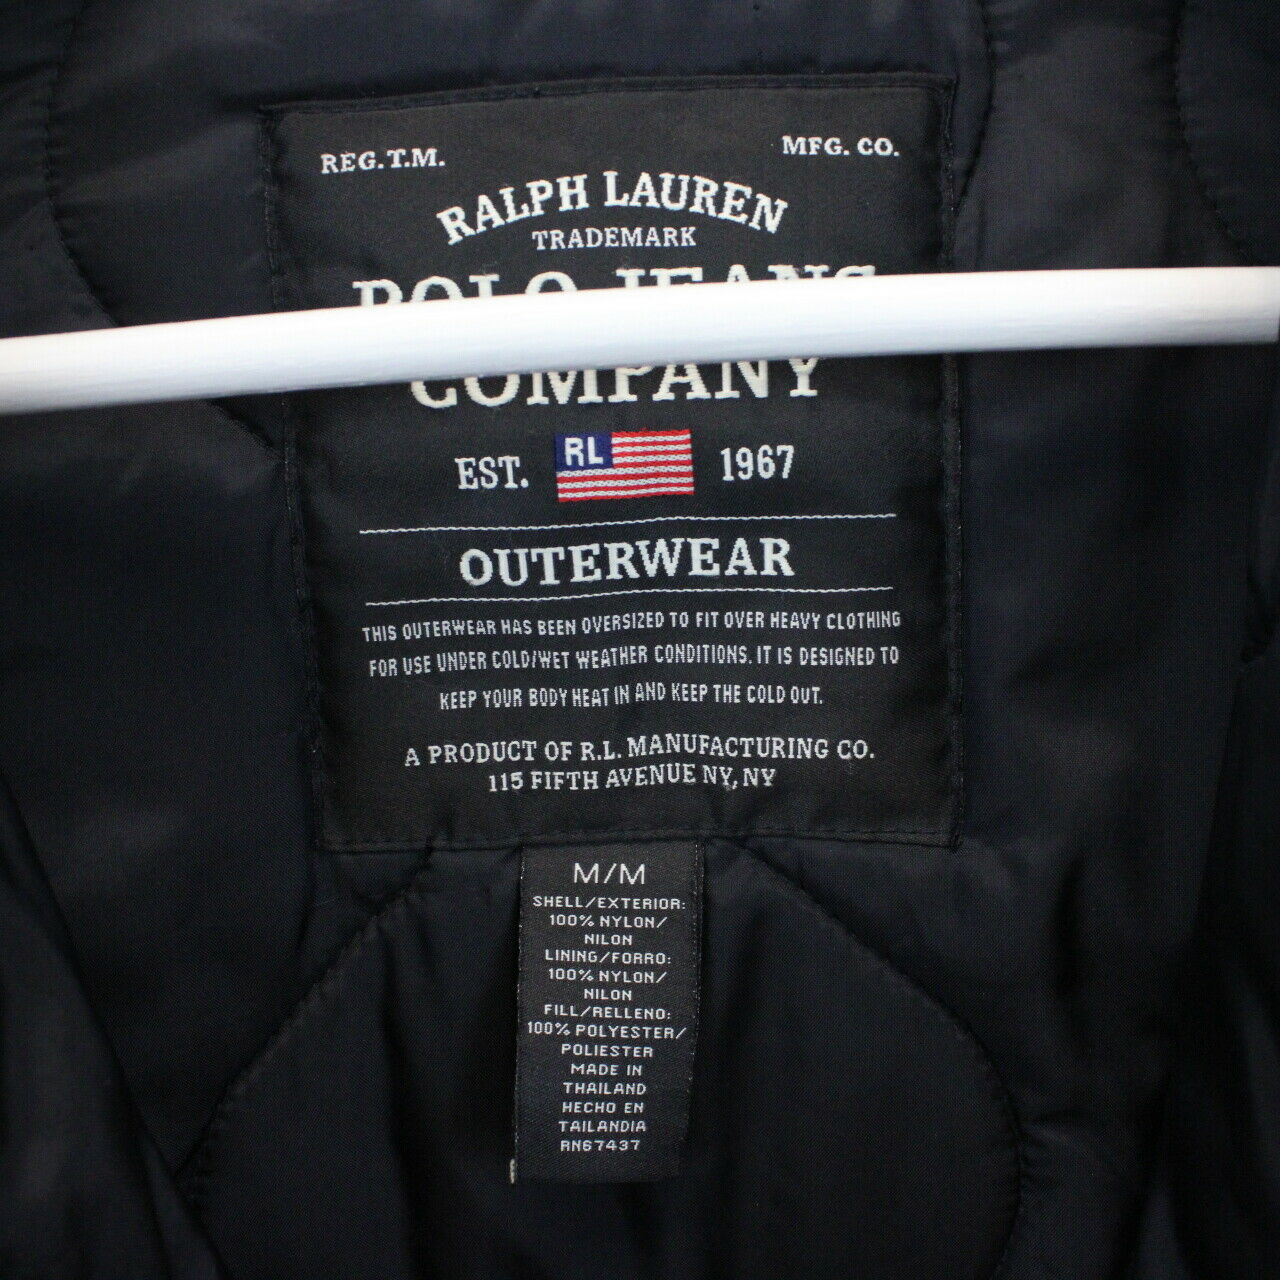 REG. T.M. MFG. CO.
RALPH LAUREN
TRADEMARK
POLO JEANS
COMPANY
EST. RL 1967
OUTERWEAR
THIS OUTERWEAR HAS BEEN OVERSIZED TO FIT OVER HEAVY CLOTHING
FOR USE UNDER COLD/WET WEATHER CONDITIONS. IT IS DESIGNED TO
KEEP YOUR BODY HEAT IN AND KEEP THE COLD OUT.
A PRODUCT OF R.L. MANUFACTURING CO.
115 FIFTH AVENUE NY, NY
M/M
SHELL/EXTERIOR:
100% NYLON/
NILON
LINING/FORRO:
100% NYLON/
NILON
FILL/RELLENO:
100% POLYESTER/
POLIESTER
MADE IN
THAILAND
HECHO EN
TAILANDIA
RN67437